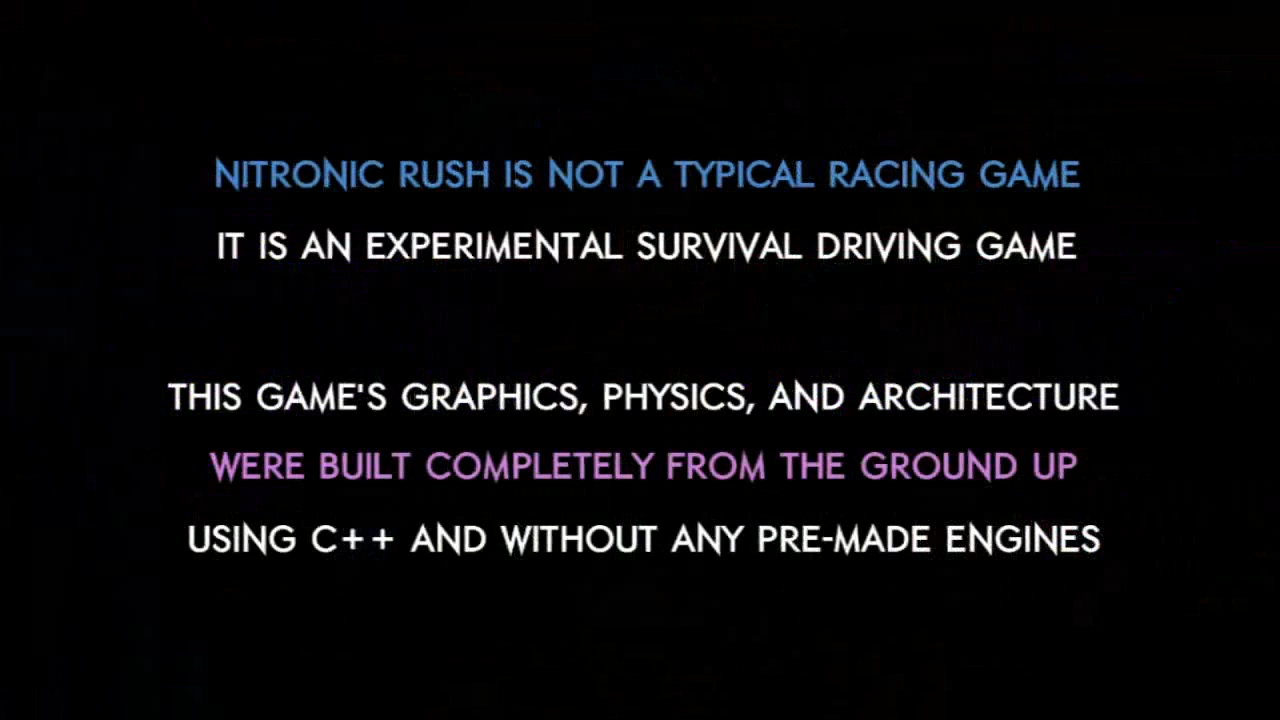 NITRONIC RUSH IS NOT A TYPICAL RACING GAME
IT IS AN EXPERIMENTAL SURVIVAL DRIVING GAME
THIS GAME'S GRAPHICS, PHYSICS, AND ARCHITECTURE
WERE BUILT COMPLETELY FROM THE GROUND UP
USING C++ AND WITHOUT ANY PRE-MADE ENGINES